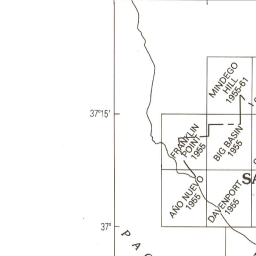 MINDEGO
HILL
1955-61
37°15'
FRANKLIN
POINT
1955
BIG BASIN
1955
SA
AÑO NUEVO
1955
DAVENPORT
1955
37°
PAC